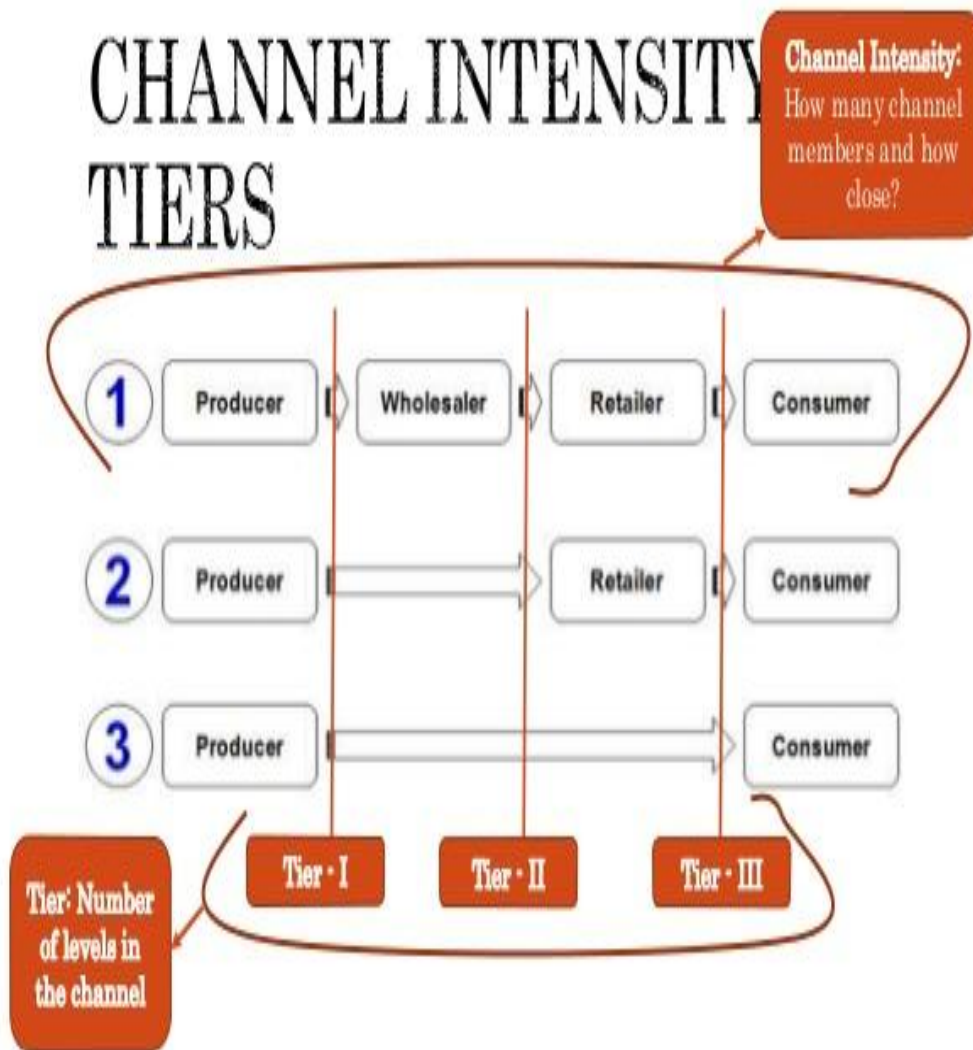 CHANNEL INTENSITY
TIERS
Channel Intensity:
How many channel
members and how
close?
1
Producer
Wholesaler
Retailer
Consumer
2
Producer
Retailer
Consumer
3
Producer
Consumer
Tier - I
Tier - II
Tier - III
Tier: Number
of levels in
the channel